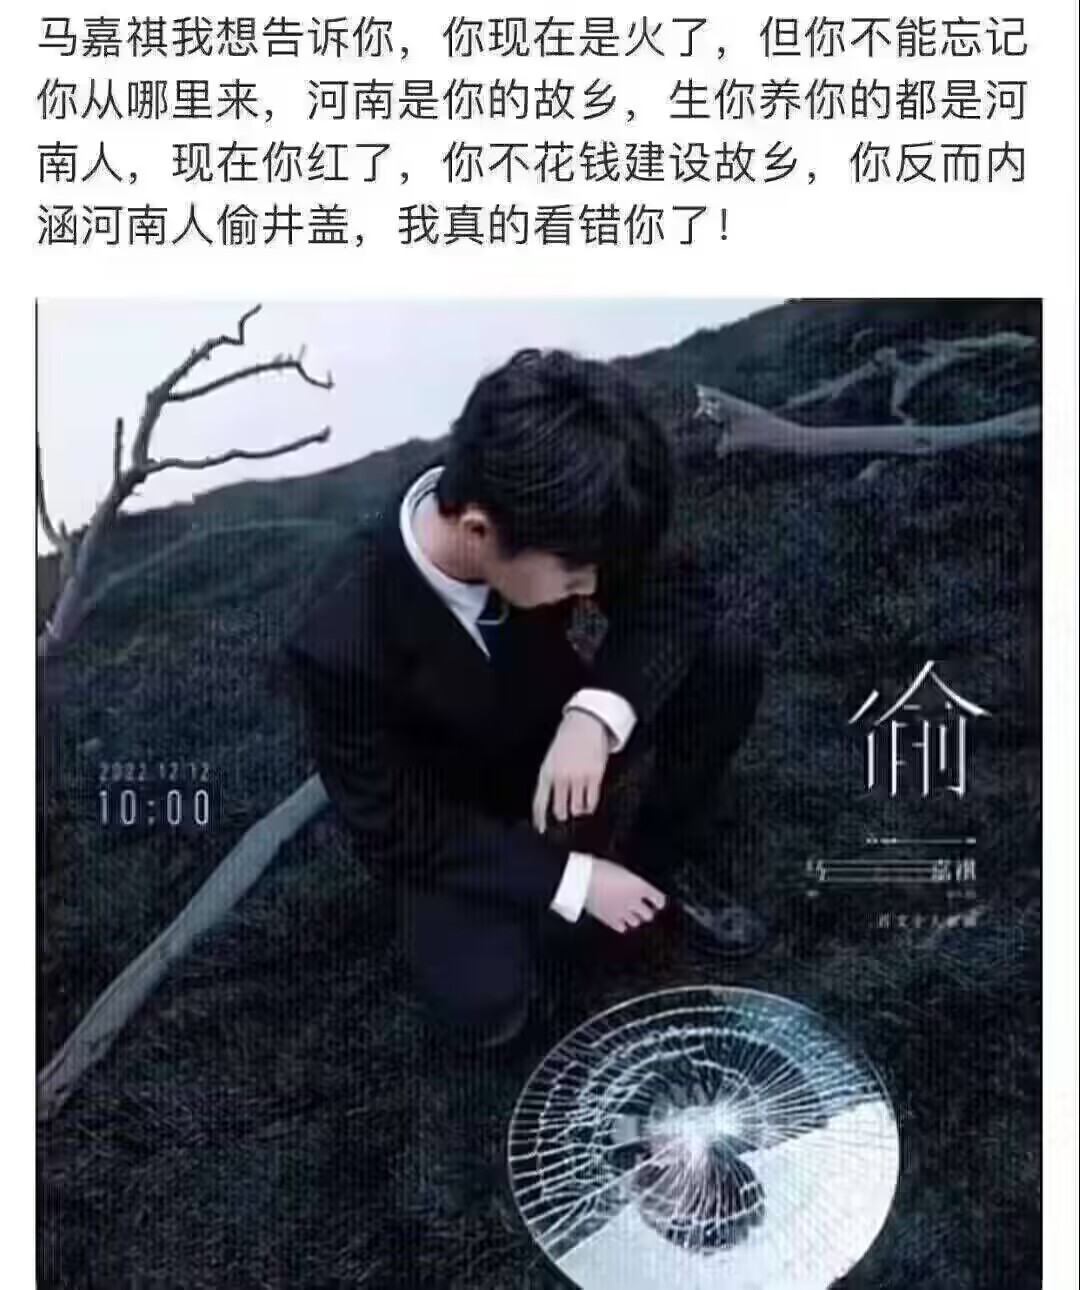 马嘉祺我想告诉你，你现在是火了，但你不能忘记
你从哪里来，河南是你的故乡，生你养你的都是河
南人，现在你红了，你不花钱建设故乡，你反而内
涵河南人偷井盖，我真的看错你了！
偷
2022.12.12
10:00
马嘉祺